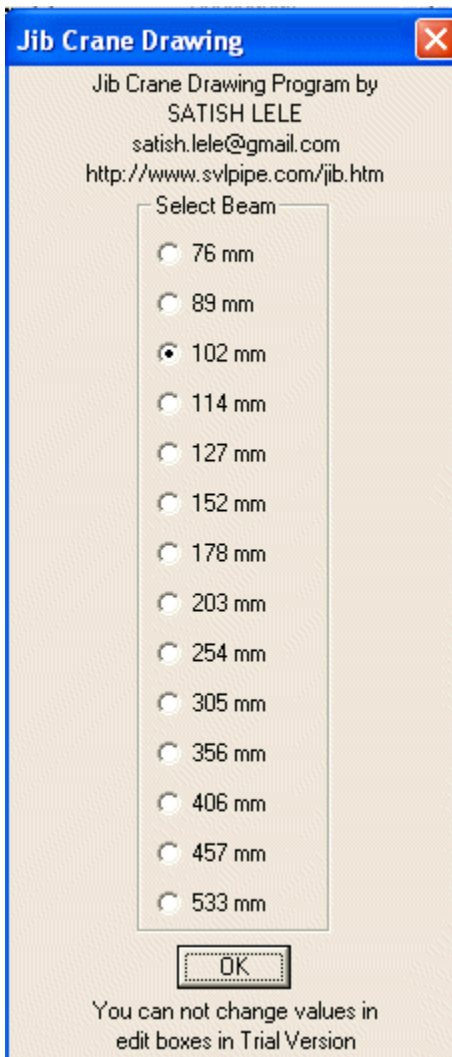 Jib Crane Drawing
Jib Crane Drawing Program by
SATISH LELE
satish.lele@gmail.com
http://www.svlpipe.com/jib.htm
Select Beam
76 mm
89 mm
102 mm
114 mm
127 mm
152 mm
178 mm
203 mm
254 mm
305 mm
356 mm
406 mm
457 mm
533 mm
OK
You can not change values in
edit boxes in Trial Version